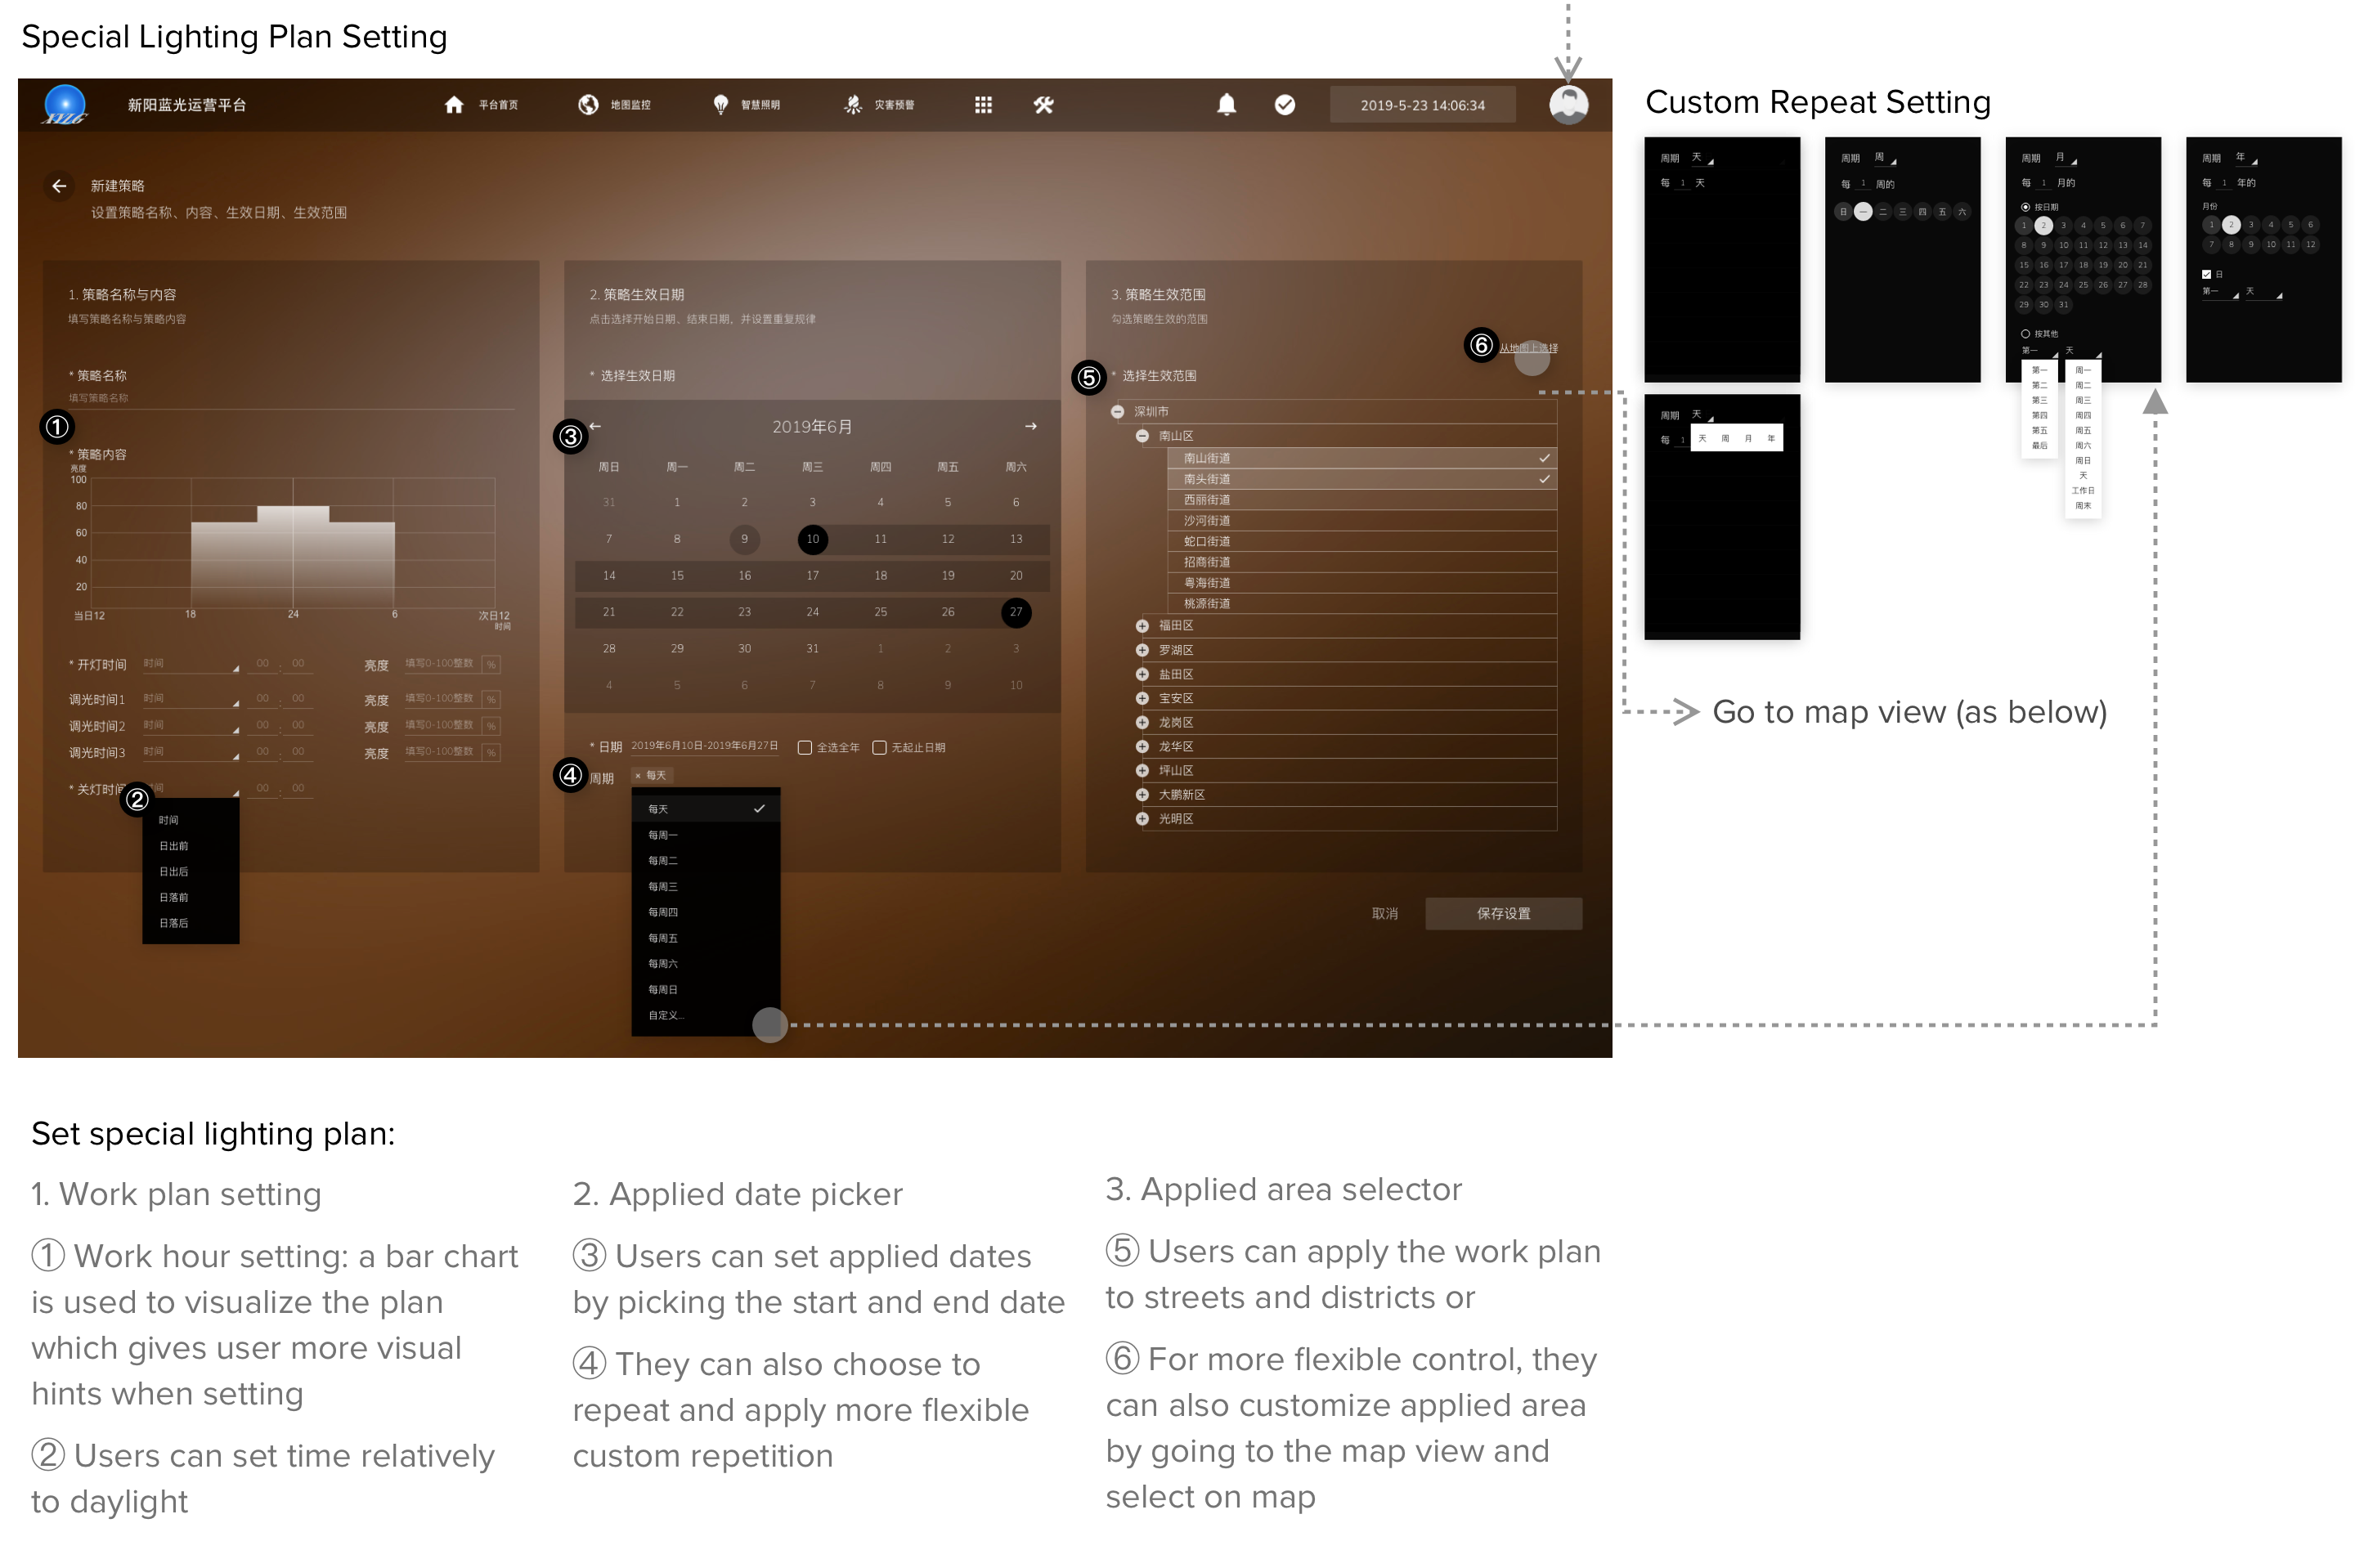 Special Lighting Plan Setting
新阳蓝光运营平台
平台首页
地图监控
智慧照明
灾害预警
2019-5-23 14:06:34
新建策略
设置策略名称、内容、生效日期、生效范围
1. 策略名称与内容
填写策略名称与策略内容
* 策略名称
填写策略名称
①
* 策略内容
亮度
100
80
60
40
20
当日12 18 24 6 次日12
时间
* 开灯时间 时间 00 : 00 亮度 填写0-100整数 %
调光时间1 时间 00 : 00 亮度 填写0-100整数 %
调光时间2 时间 00 : 00 亮度 填写0-100整数 %
调光时间3 时间 00 : 00 亮度 填写0-100整数 %
* 关灯时间 00 : 00
②
时间
日出前
日出后
日落前
日落后
2. 策略生效日期
点击选择开始日期、结束日期，并设置重复规律
* 选择生效日期
③
2019年6月
周日 周一 周二 周三 周四 周五 周六
31 1 2 3 4 5 6
7 8 9 10 11 12 13
14 15 16 17 18 19 20
21 22 23 24 25 26 27
28 29 30 31 1 2 3
4 5 6 7 8 9 10
* 日期 2019年6月10日-2019年6月27日 全选全年 无起止日期
④ 周期 × 每天
每天
每周一
每周二
每周三
每周四
每周五
每周六
每周日
自定义...
3. 策略生效范围
勾选策略生效的范围
⑥ 从地图上选择
⑤ * 选择生效范围
深圳市
南山区
南山街道
南头街道
西丽街道
沙河街道
蛇口街道
招商街道
粤海街道
桃源街道
福田区
罗湖区
盐田区
宝安区
龙岗区
龙华区
坪山区
大鹏新区
光明区
取消 保存设置
Custom Repeat Setting
周期 天
每 1 天
周期 周
每 1 周的
日 一 二 三 四 五 六
周期 月
每 1 月的
按日期
1 2 3 4 5 6 7
8 9 10 11 12 13 14
15 16 17 18 19 20 21
22 23 24 25 26 27 28
29 30 31
按其他
第一 天
第一
第二
第三
第四
第五
最后
周一
周二
周三
周四
周五
周六
周日
天
工作日
周末
周期 年
每 1 年的
月份
1 2 3 4 5 6
7 8 9 10 11 12
日
第一 天
周期 天
每 1
天 周 月 年
Go to map view (as below)
Set special lighting plan:
1. Work plan setting
① Work hour setting: a bar chart
is used to visualize the plan
which gives user more visual
hints when setting
② Users can set time relatively
to daylight
2. Applied date picker
③ Users can set applied dates
by picking the start and end date
④ They can also choose to
repeat and apply more flexible
custom repetition
3. Applied area selector
⑤ Users can apply the work plan
to streets and districts or
⑥ For more flexible control, they
can also customize applied area
by going to the map view and
select on map